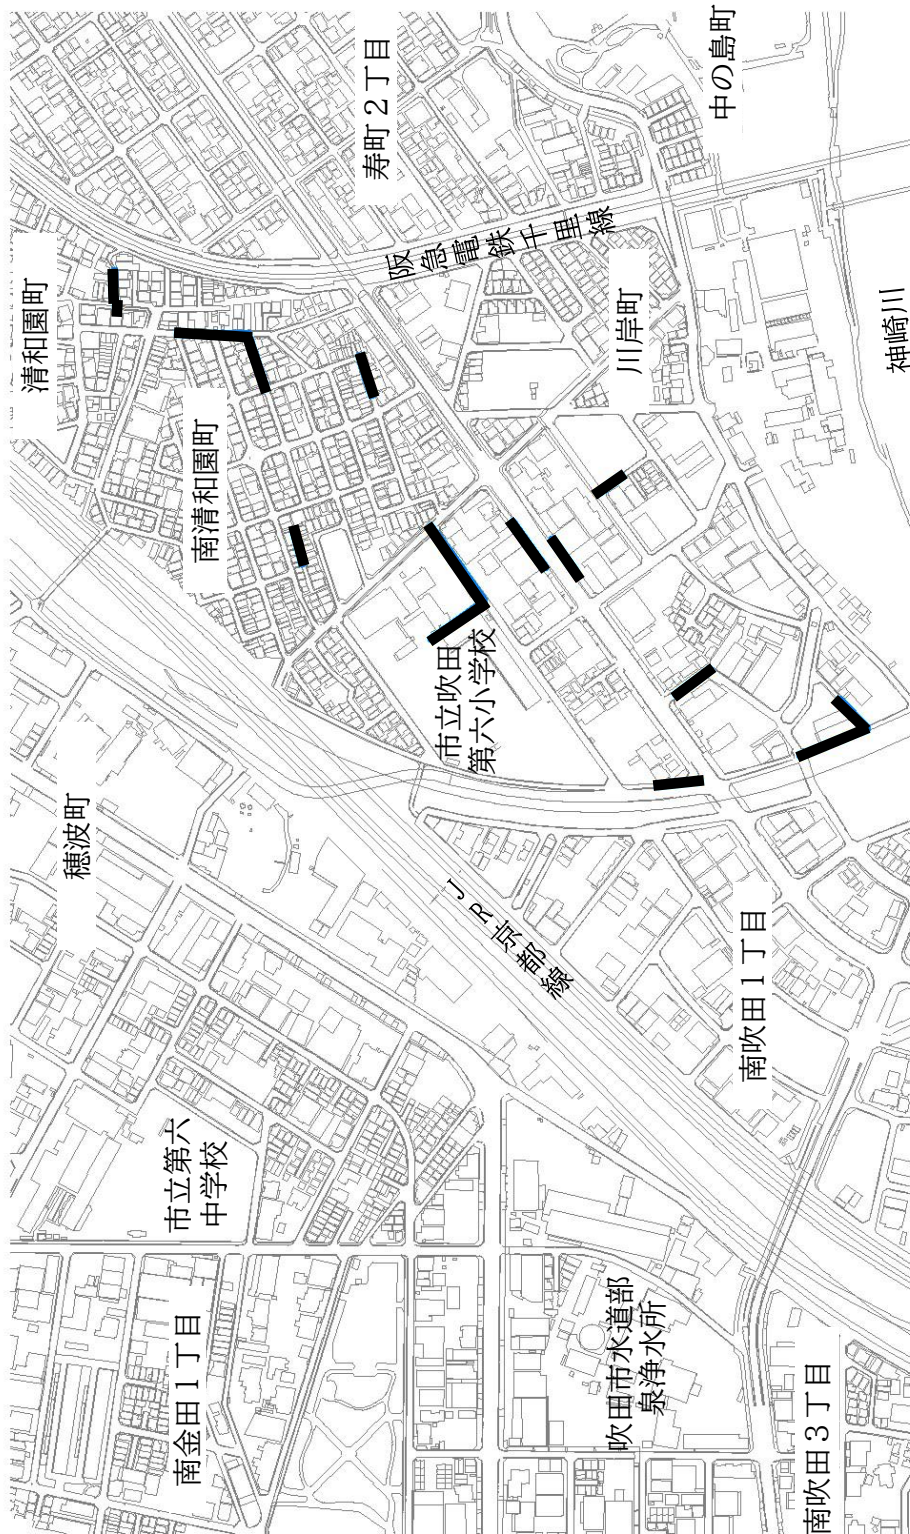 清和園町
寿町２丁目
中の島町
南清和園町
阪急電鉄千里線
川岸町
神崎川
市立吹田
第六小学校
穂波町
ＪＲ京都線
南吹田１丁目
市立第六
中学校
南金田１丁目
吹田市水道部
泉浄水所
南吹田３丁目